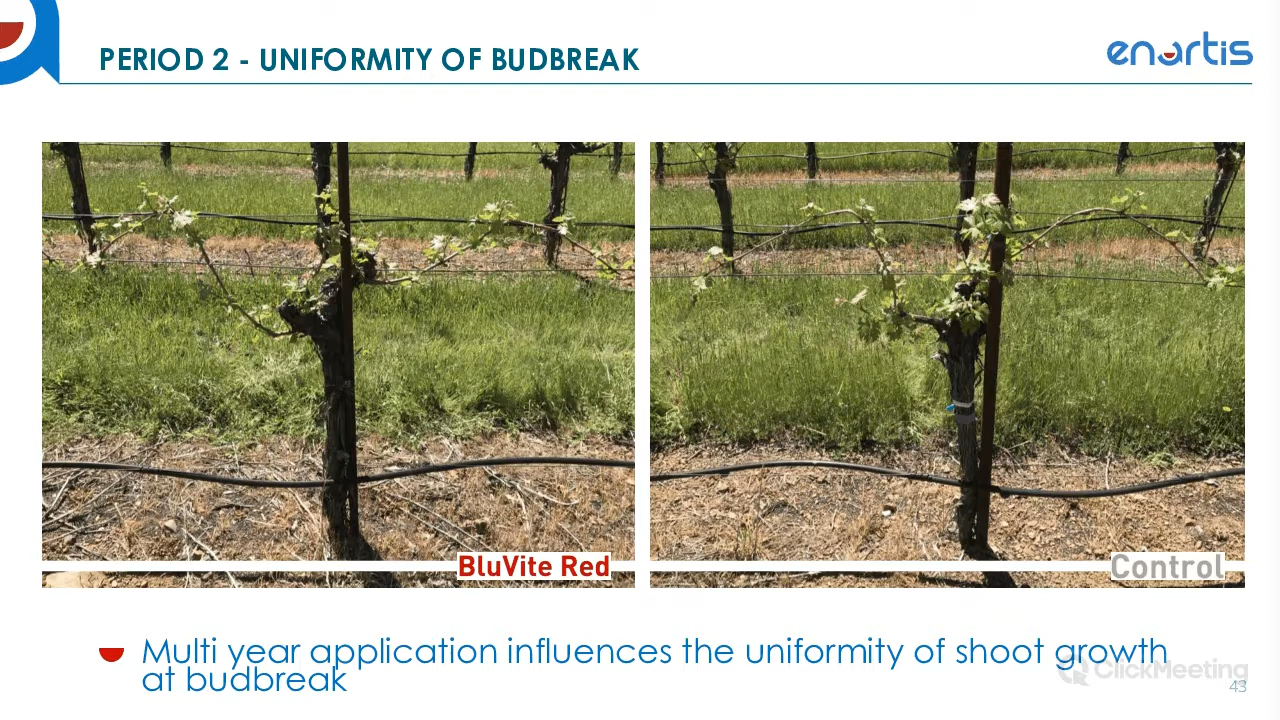 PERIOD 2 - UNIFORMITY OF BUDBREAK
enartis
BluVite Red
Control
Multi year application influences the uniformity of shoot growth
at budbreak
ClickMeeting
43